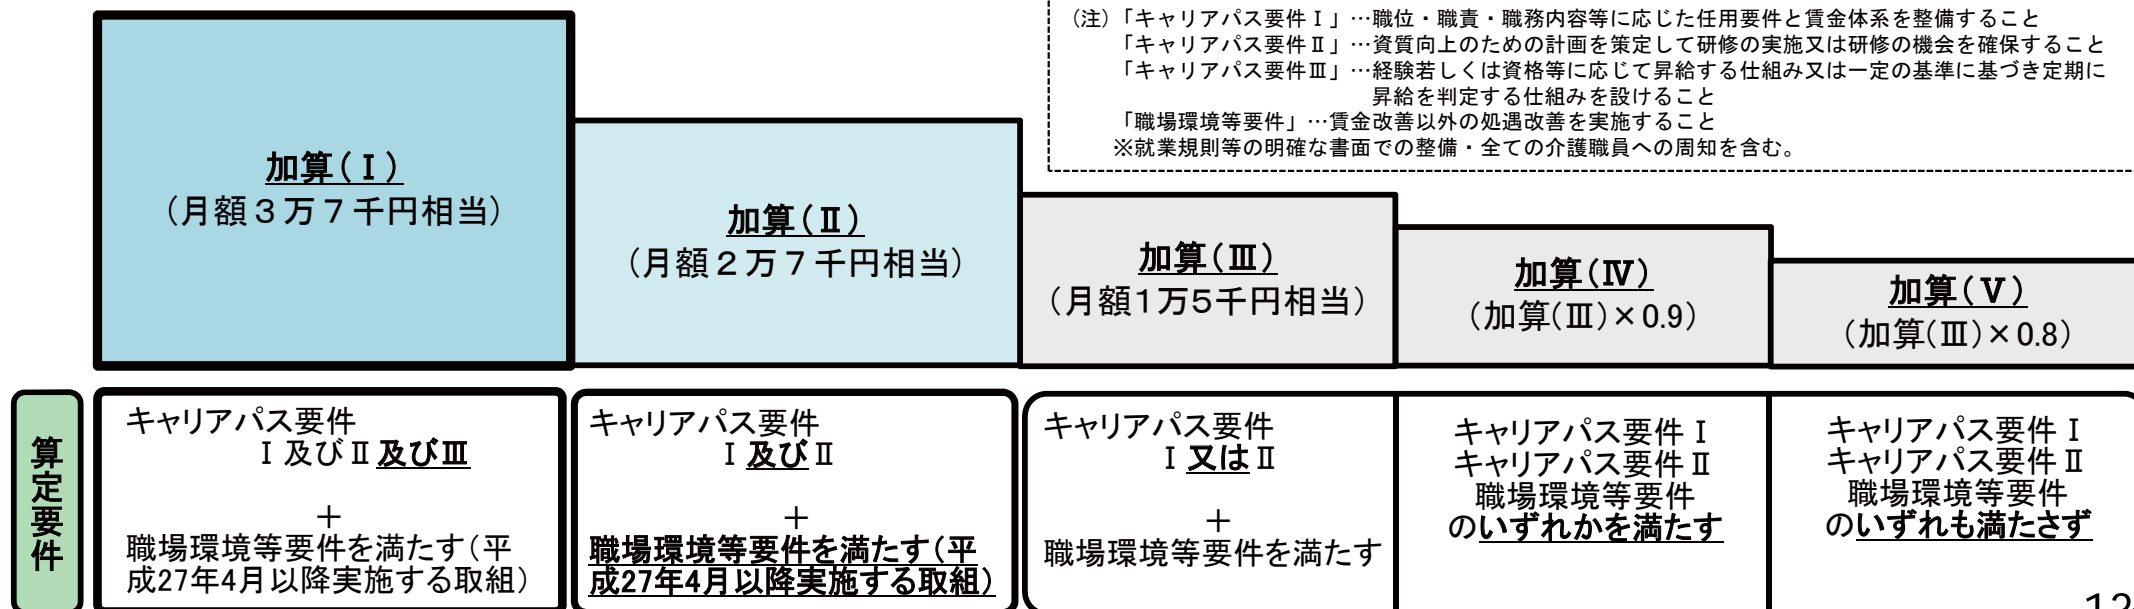 (注)「キャリアパス要件Ⅰ」…職位・職責・職務内容等に応じた任用要件と賃金体系を整備すること
「キャリアパス要件Ⅱ」…資質向上のための計画を策定して研修の実施又は研修の機会を確保すること
「キャリアパス要件Ⅲ」…経験若しくは資格等に応じて昇給する仕組み又は一定の基準に基づき定期に
昇給を判定する仕組みを設けること
「職場環境等要件」…賃金改善以外の処遇改善を実施すること
※就業規則等の明確な書面での整備・全ての介護職員への周知を含む。
加算(Ⅰ)
(月額3万7千円相当)
加算(Ⅱ)
(月額2万7千円相当)
加算(Ⅲ)
(月額1万5千円相当)
加算(Ⅳ)
(加算(Ⅲ)×0.9)
加算(Ⅴ)
(加算(Ⅲ)×0.8)
算定要件
キャリアパス要件
Ⅰ及びⅡ及びⅢ
+
職場環境等要件を満たす(平
成27年4月以降実施する取組)
キャリアパス要件
Ⅰ及びⅡ
+
職場環境等要件を満たす(平
成27年4月以降実施する取組)
キャリアパス要件
Ⅰ又はⅡ
+
職場環境等要件を満たす
キャリアパス要件Ⅰ
キャリアパス要件Ⅱ
職場環境等要件
のいずれかを満たす
キャリアパス要件Ⅰ
キャリアパス要件Ⅱ
職場環境等要件
のいずれも満たさず
12